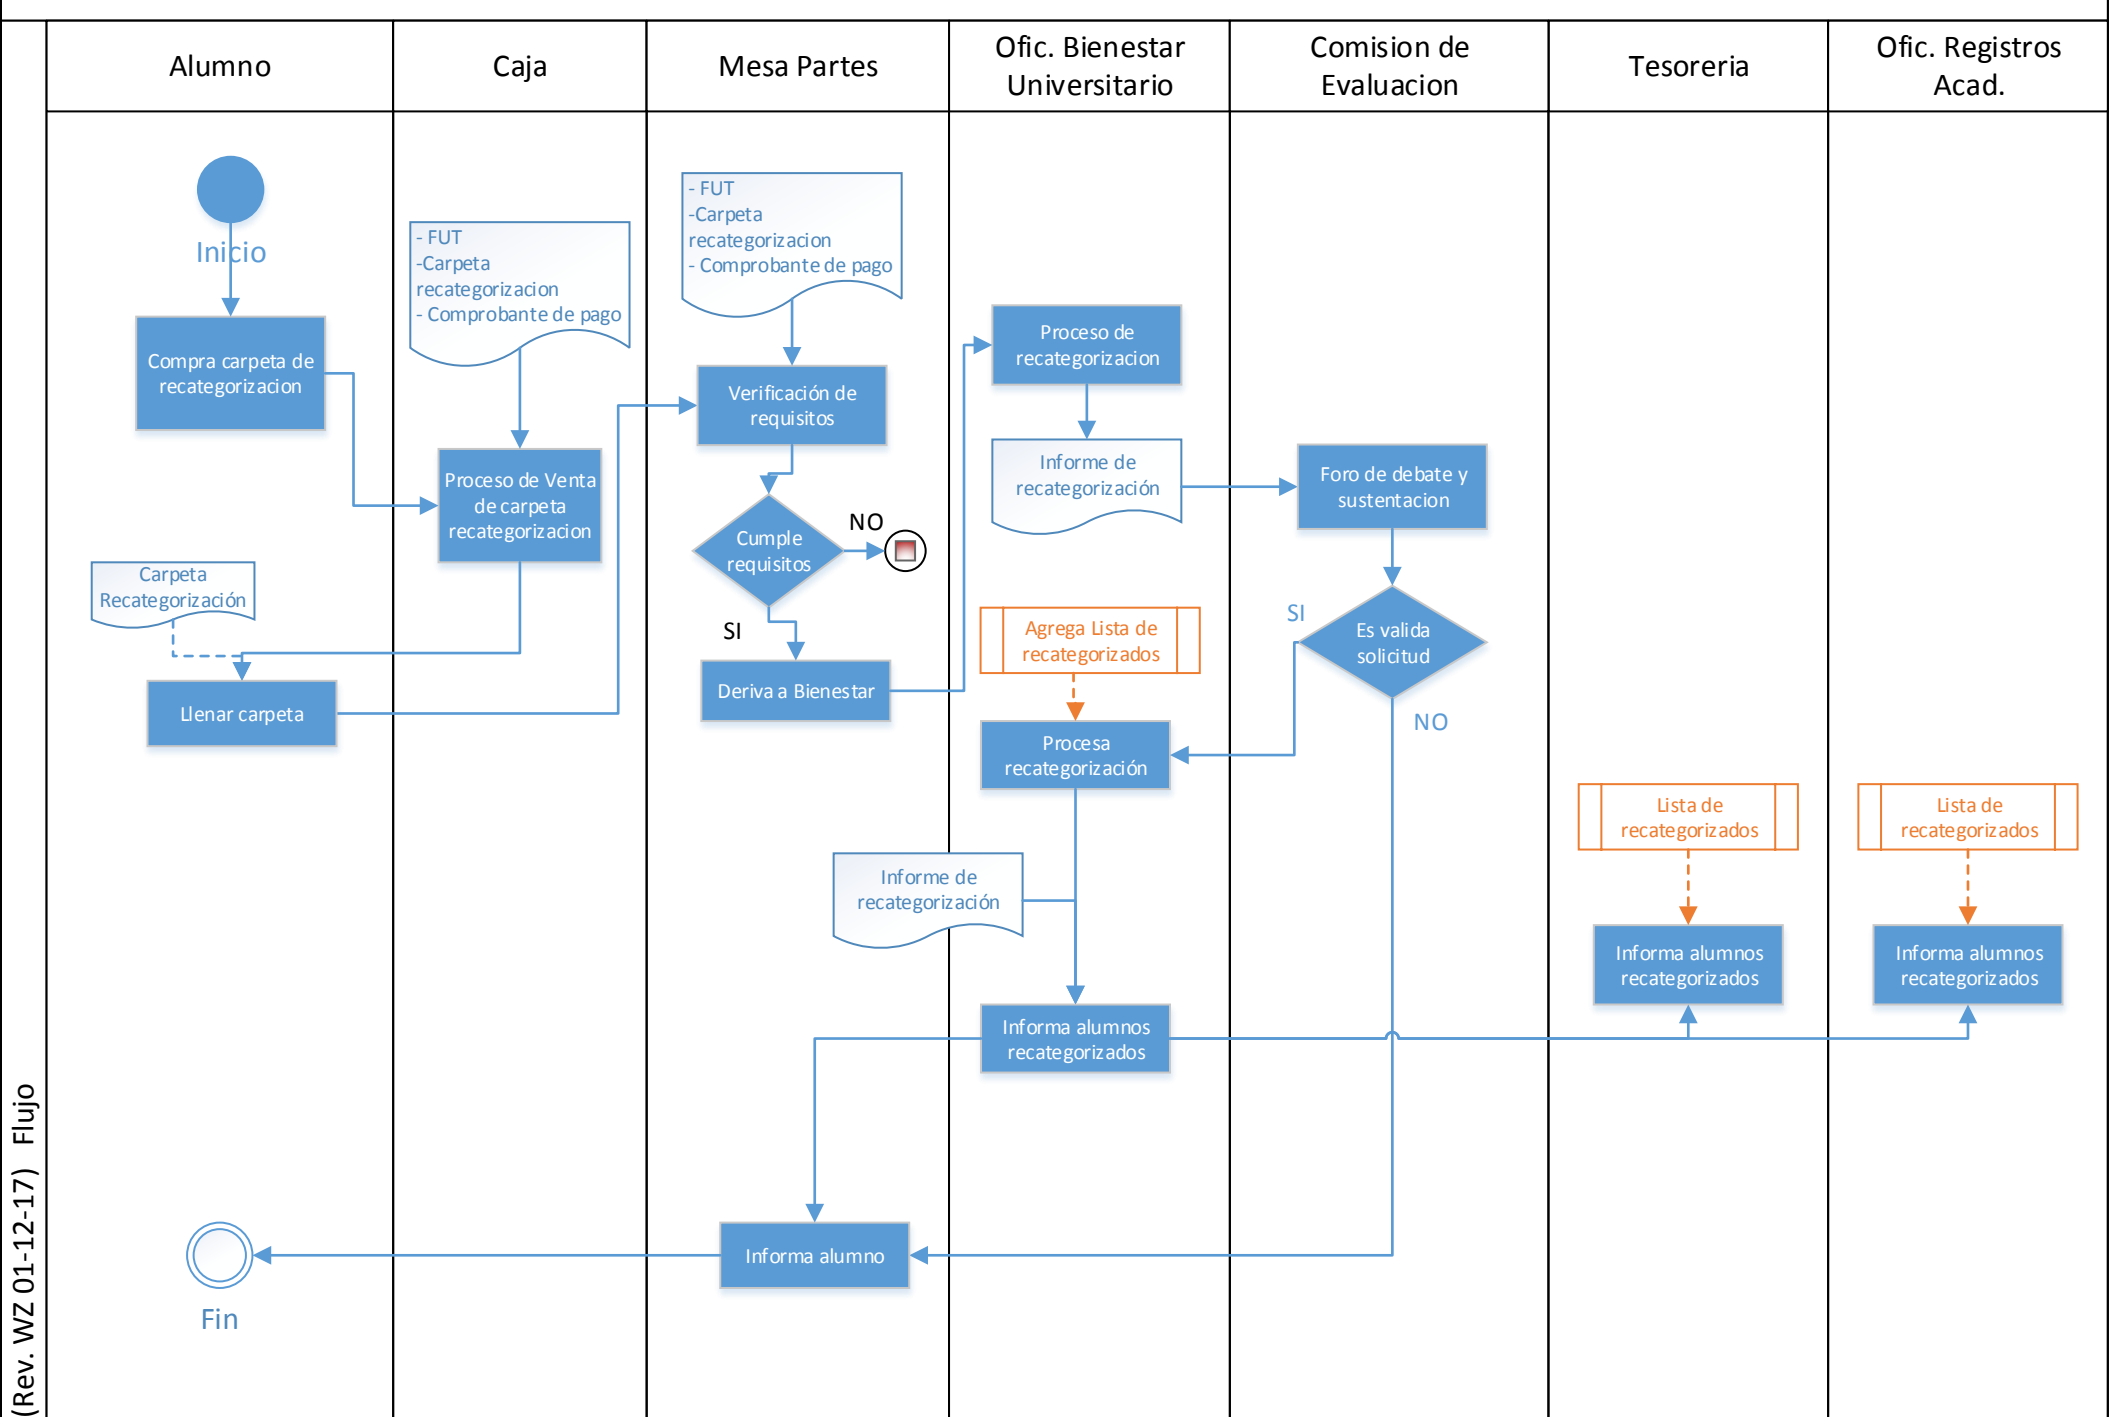 Alumno
Caja
Mesa Partes
Ofic. Bienestar
Universitario
Comision de
Evaluacion
Tesoreria
Ofic. Registros
Acad.
Inicio
Compra carpeta de
recategorizacion
Carpeta
Recategorización
Llenar carpeta
Fin
- FUT
-Carpeta
recategorizacion
- Comprobante de pago
Proceso de Venta
de carpeta
recategorizacion
- FUT
-Carpeta
recategorizacion
- Comprobante de pago
Verificación de
requisitos
Cumple
requisitos
NO
SI
Deriva a Bienestar
Informe de
recategorización
Informa alumno
Proceso de
recategorizacion
Informe de
recategorización
Agrega Lista de
recategorizados
Procesa
recategorización
Informa alumnos
recategorizados
Foro de debate y
sustentacion
SI
Es valida
solicitud
NO
Lista de
recategorizados
Informa alumnos
recategorizados
Lista de
recategorizados
Informa alumnos
recategorizados
(Rev. WZ 01-12-17) Flujo